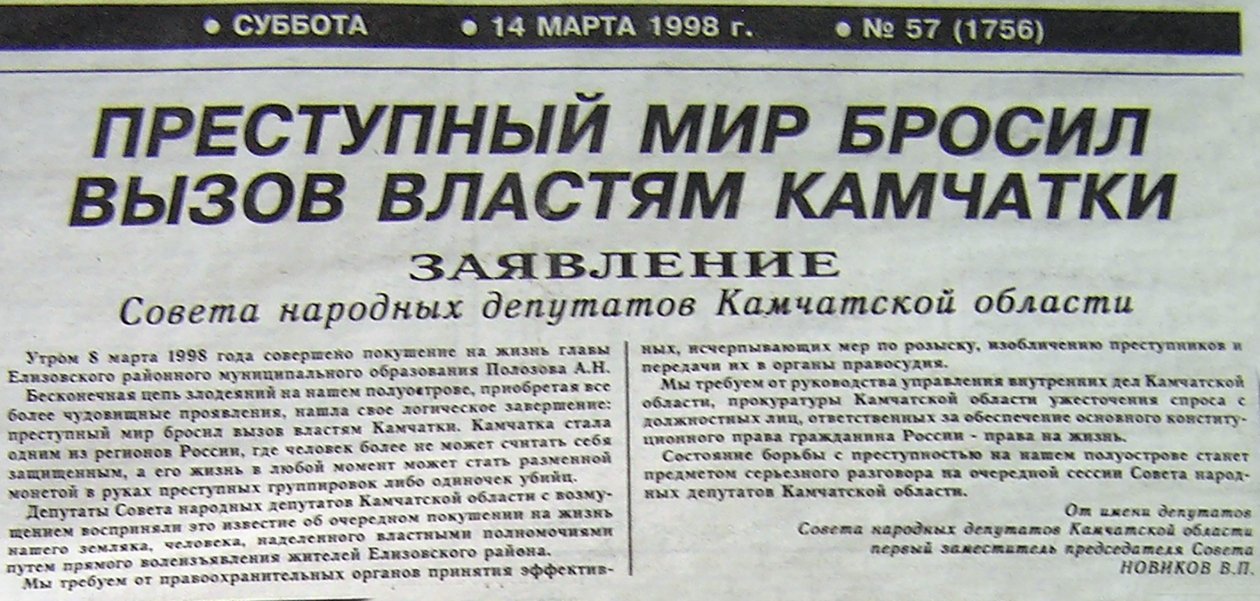 • СУББОТА • 14 МАРТА 1998 г. • № 57 (1756)
ПРЕСТУПНЫЙ МИР БРОСИЛ
ВЫЗОВ ВЛАСТЯМ КАМЧАТКИ
ЗАЯВЛЕНИЕ
Совета народных депутатов Камчатской области
Утром 8 марта 1998 года совершено покушение на жизнь главы
Елизовского районного муниципального образования Полозова А.Н.
Бесконечная цепь злодеяний на нашем полуострове, приобретая все
более чудовищные проявления, нашла свое логическое завершение:
преступный мир бросил вызов властям Камчатки. Камчатка стала
одним из регионов России, где человек более не может считать себя
защищенным, а его жизнь в любой момент может стать разменной
монетой в руках преступных группировок либо одиночек убийц.
Депутаты Совета народных депутатов Камчатской области с возму-
щением восприняли это известие об очередном покушении на жизнь
нашего земляка, человека, наделенного властными полномочиями
путем прямого волеизъявления жителей Елизовского района.
Мы требуем от правоохранительных органов принятия эффектив-
ных, исчерпывающих мер по розыску, изобличению преступников и
передачи их в органы правосудия.
Мы требуем от руководства управления внутренних дел Камчатской
области, прокуратуры Камчатской области ужесточения спроса с
должностных лиц, ответственных за обеспечение основного конститу-
ционного права гражданина России - права на жизнь.
Состояние борьбы с преступностью на нашем полуострове станет
предметом серьезного разговора на очередной сессии Совета народ-
ных депутатов Камчатской области.
От имени депутатов
Совета народных депутатов Камчатской области
первый заместитель председателя Совета
НОВИКОВ В.П.